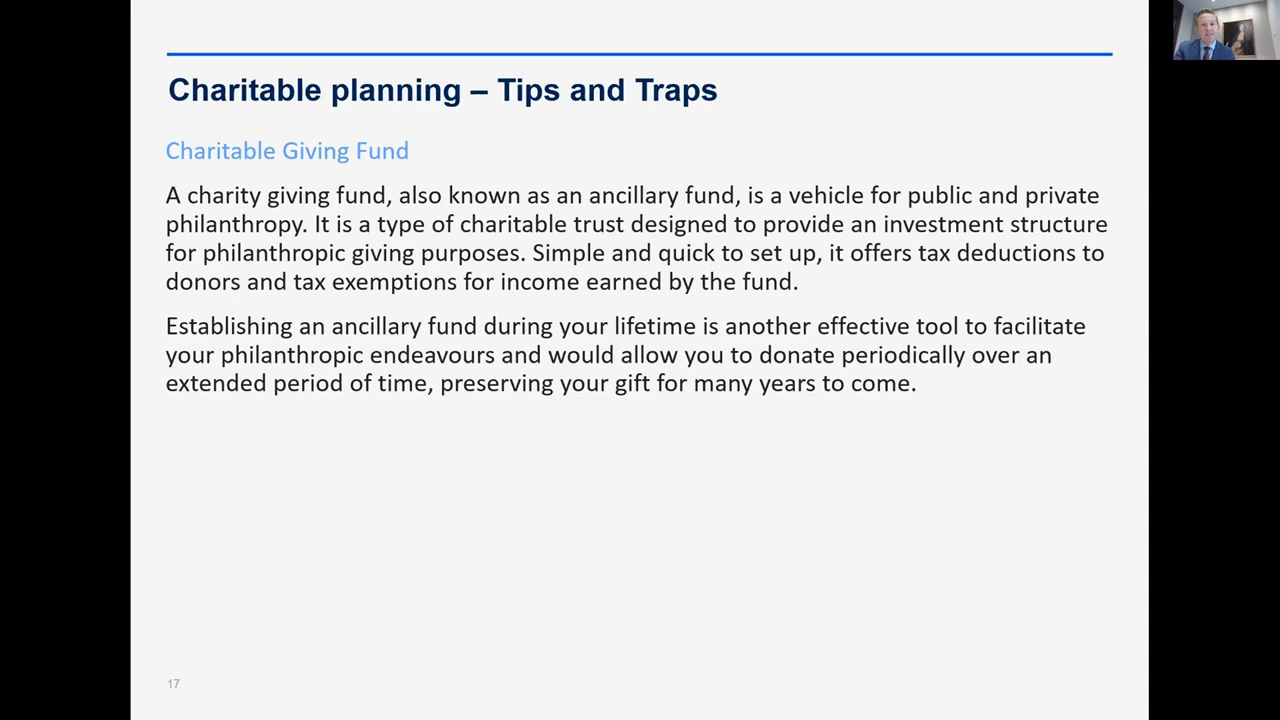 Charitable planning – Tips and Traps
Charitable Giving Fund
A charity giving fund, also known as an ancillary fund, is a vehicle for public and private
philanthropy. It is a type of charitable trust designed to provide an investment structure
for philanthropic giving purposes. Simple and quick to set up, it offers tax deductions to
donors and tax exemptions for income earned by the fund.
Establishing an ancillary fund during your lifetime is another effective tool to facilitate
your philanthropic endeavours and would allow you to donate periodically over an
extended period of time, preserving your gift for many years to come.
17